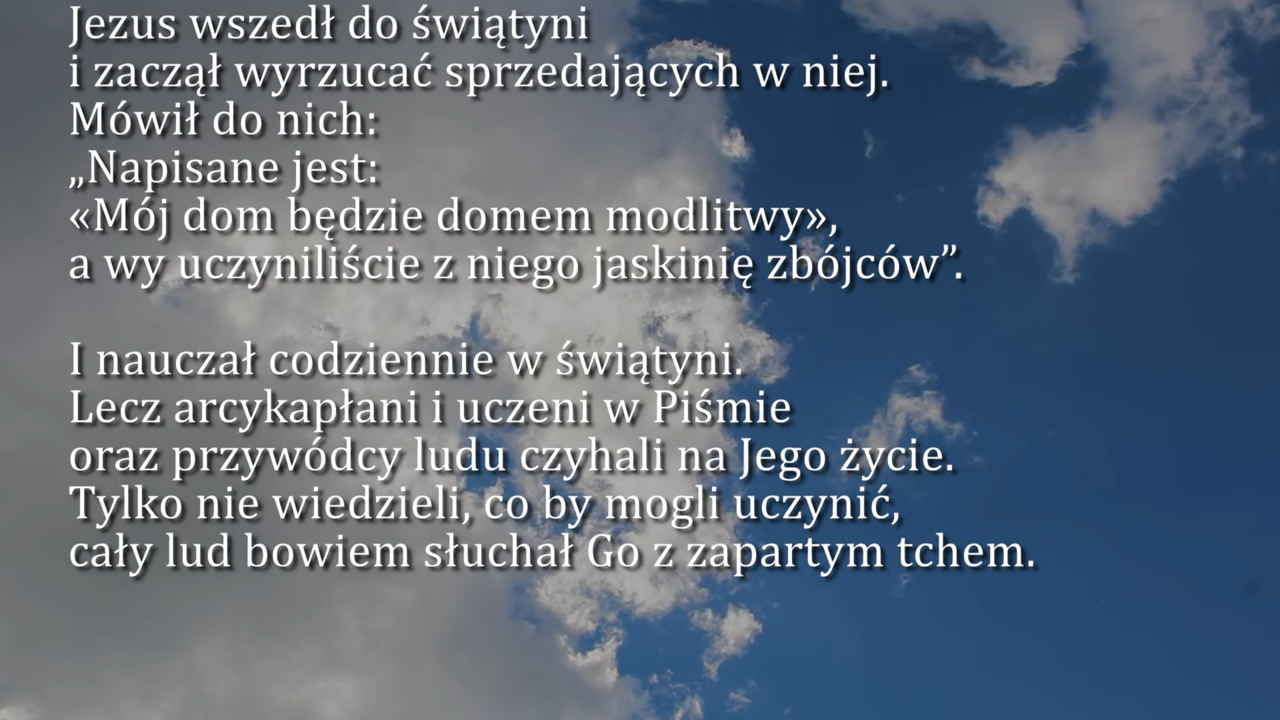 Jezus wszedł do świątyni
i zaczął wyrzucać sprzedających w niej.
Mówił do nich:
„Napisane jest:
«Mój dom będzie domem modlitwy»,
a wy uczyniliście z niego jaskinię zbójców”.
I nauczał codziennie w świątyni.
Lecz arcykapłani i uczeni w Piśmie
oraz przywódcy ludu czyhali na Jego życie.
Tylko nie wiedzieli, co by mogli uczynić,
cały lud bowiem słuchał Go z zapartym tchem.